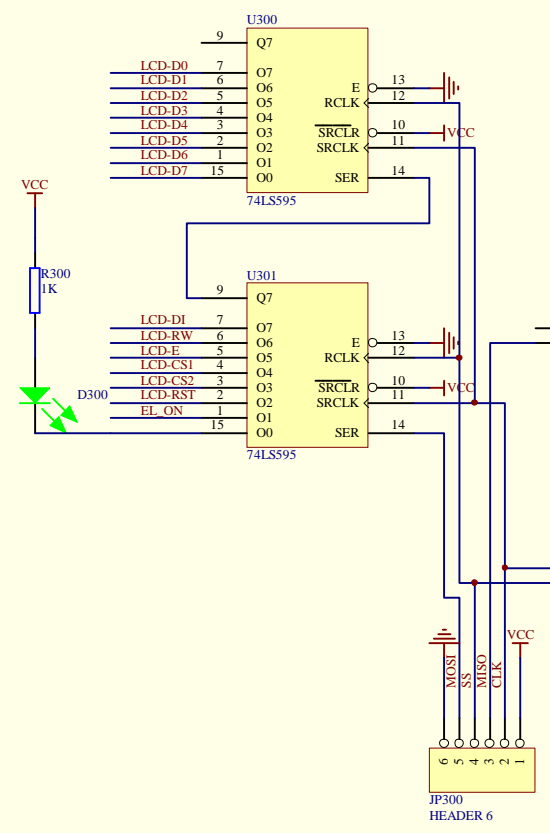 U300
9 Q7
LCD-D0 7 O7
LCD-D1 6 O6 E 13
LCD-D2 5 O5 RCLK 12
LCD-D3 4 O4
LCD-D4 3 O3 SRCLR 10 VCC
LCD-D5 2 O2 SRCLK 11
LCD-D6 1 O1
LCD-D7 15 O0 SER 14
74LS595
VCC
R300
1K
D300
U301
9 Q7
LCD-DI 7 O7
LCD-RW 6 O6 E 13
LCD-E 5 O5 RCLK 12
LCD-CS1 4 O4
LCD-CS2 3 O3 SRCLR 10 VCC
LCD-RST 2 O2 SRCLK 11
EL_ON 1 O1
15 O0 SER 14
74LS595
VCC
MOSI
SS
MISO
CLK
6 5 4 3 2 1
JP300
HEADER 6